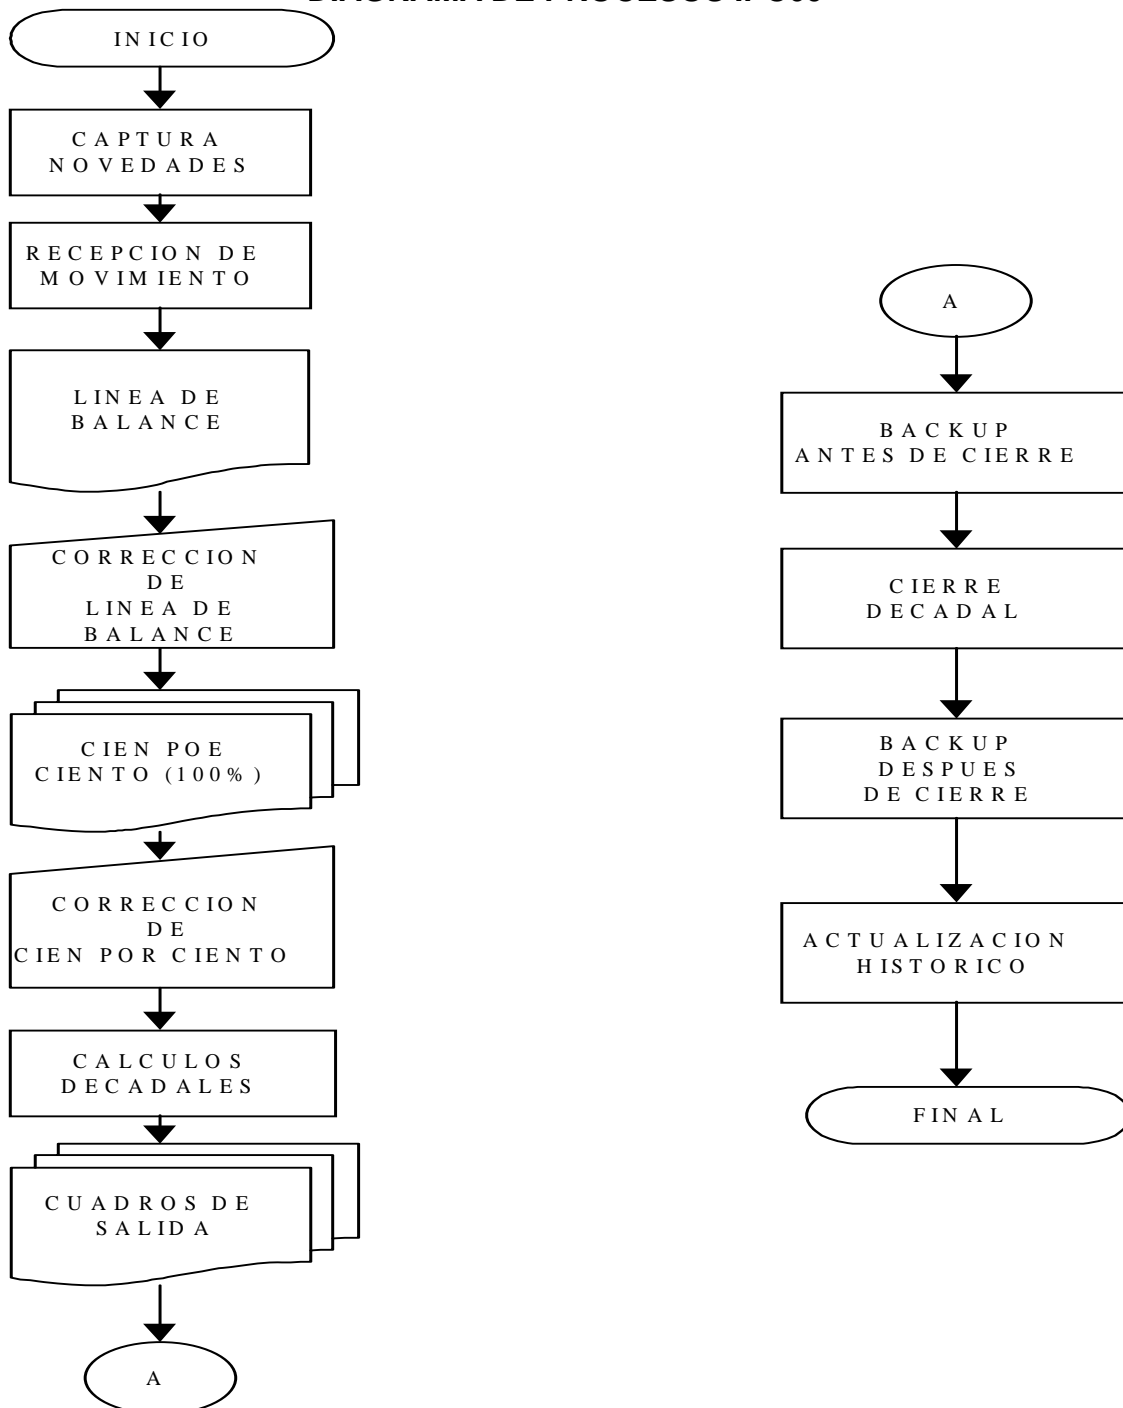 INICIO
CAPTURA
NOVEDADES
RECEPCION DE
MOVIMIENTO
LINEA DE
BALANCE
CORRECCION
DE
LINEA DE
BALANCE
CIEN POE
CIENTO (100%)
CORRECCION
DE
CIEN POR CIENTO
CALCULOS
DECADALES
CUADROS DE
SALIDA
A
A
BACKUP
ANTES DE CIERRE
CIERRE
DECADAL
BACKUP
DESPUES
DE CIERRE
ACTUALIZACION
HISTORICO
FINAL